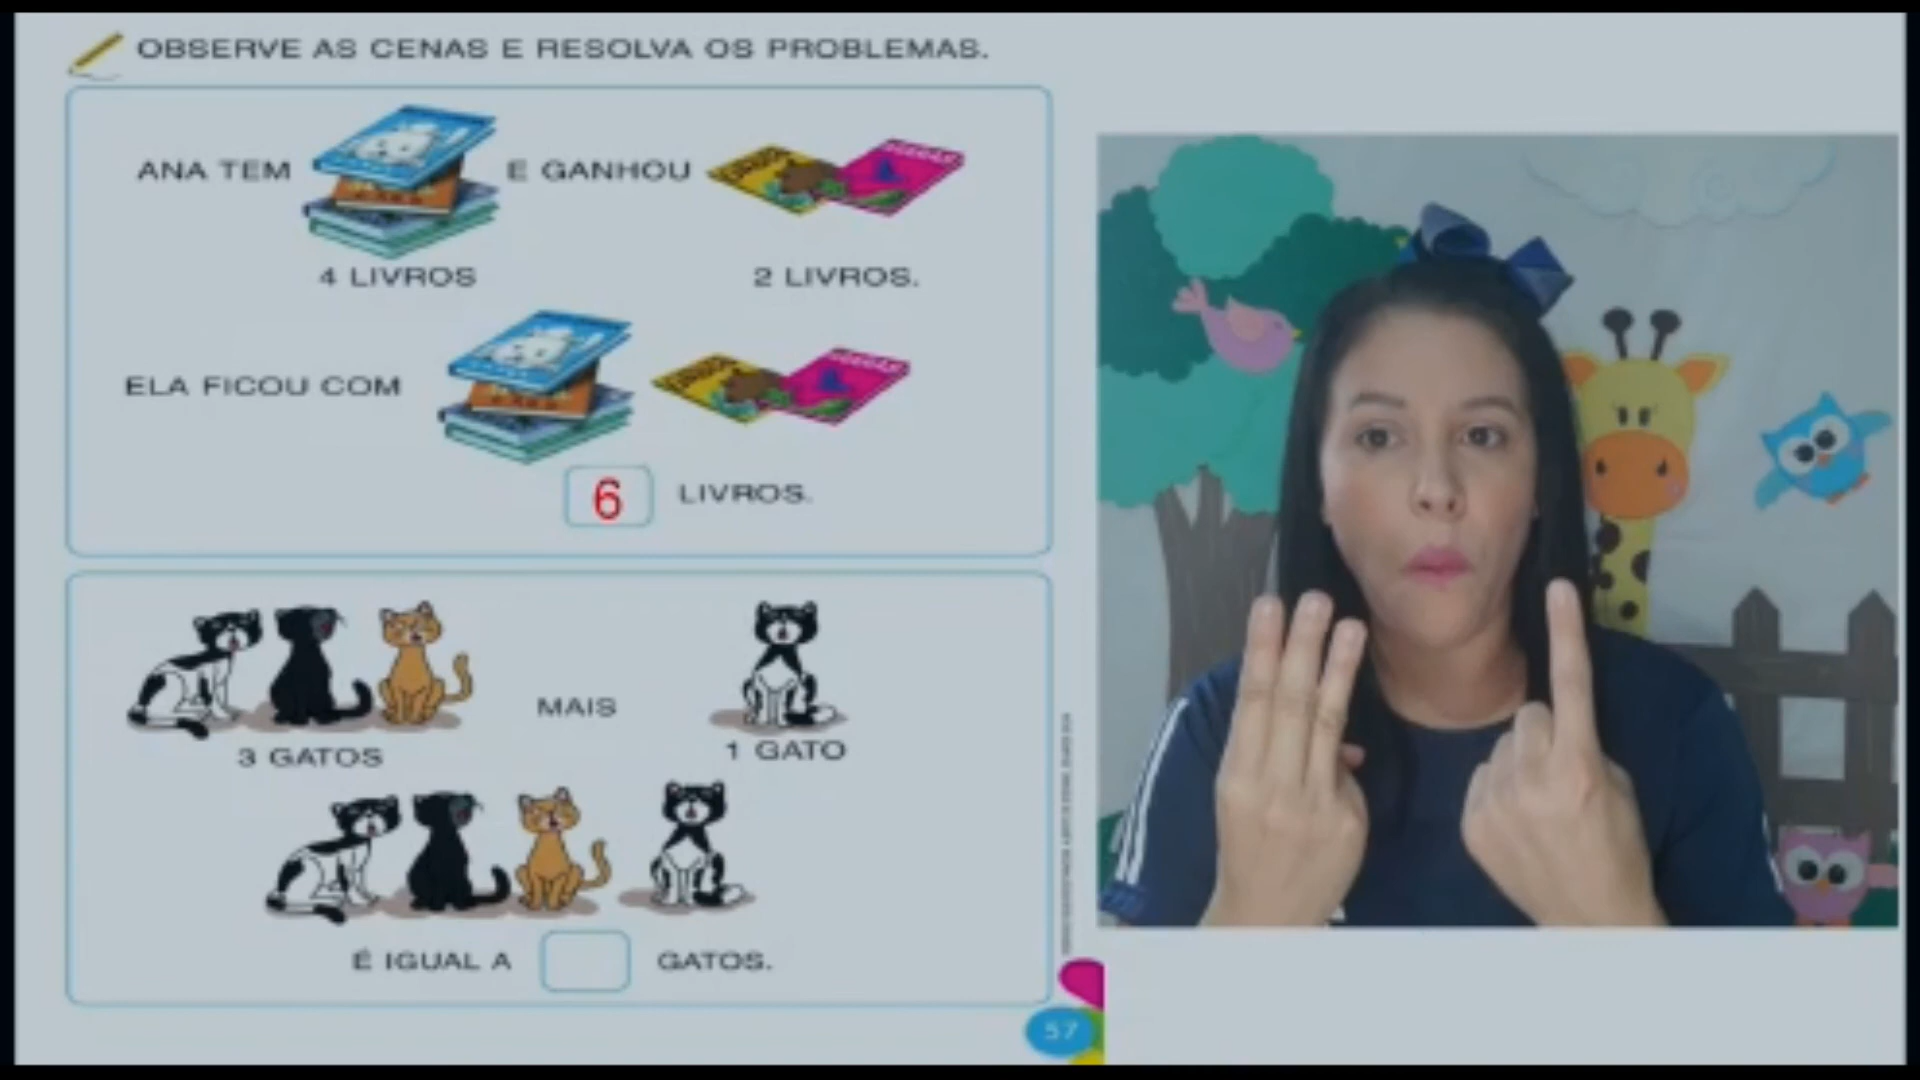 OBSERVE AS CENAS E RESOLVA OS PROBLEMAS.
ANA TEM E GANHOU
4 LIVROS 2 LIVROS.
ELA FICOU COM
6 LIVROS.
MAIS
3 GATOS 1 GATO
É IGUAL A GATOS.
57